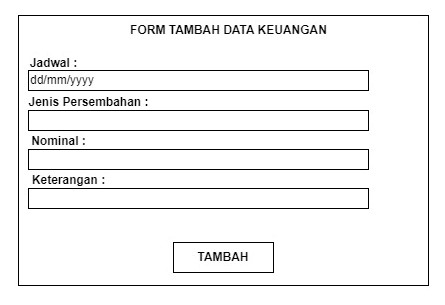 FORM TAMBAH DATA KEUANGAN
Jadwal :
dd/mm/yyyy
Jenis Persembahan :
Nominal :
Keterangan :
TAMBAH